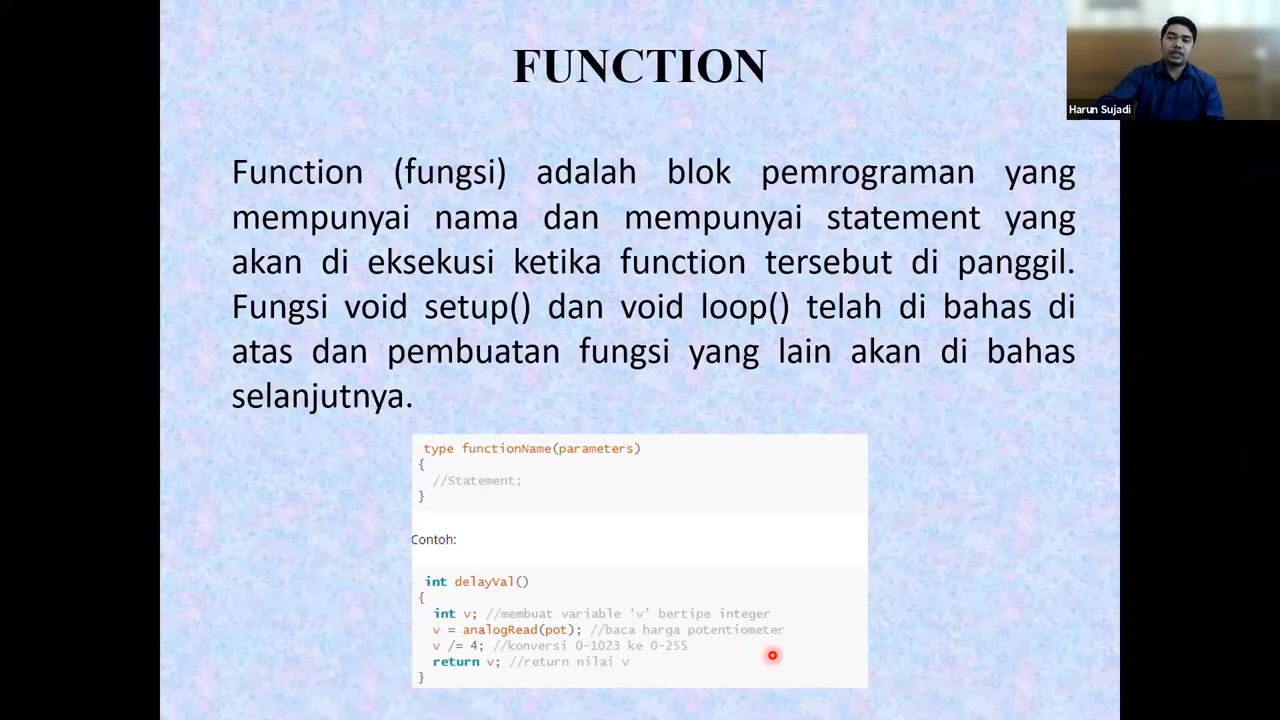 FUNCTION
Harun Sujadi
Function (fungsi) adalah blok pemrograman yang
mempunyai nama dan mempunyai statement yang
akan di eksekusi ketika function tersebut di panggil.
Fungsi void setup() dan void loop() telah di bahas di
atas dan pembuatan fungsi yang lain akan di bahas
selanjutnya.
type functionName(parameters)
{
//Statement;
}
Contoh:
int delayVal()
{
int v; //membuat variable ‘v’ bertipe integer
v = analogRead(pot); //baca harga potentiometer
v /= 4; //konversi 0-1023 ke 0-255
return v; //return nilai v
}